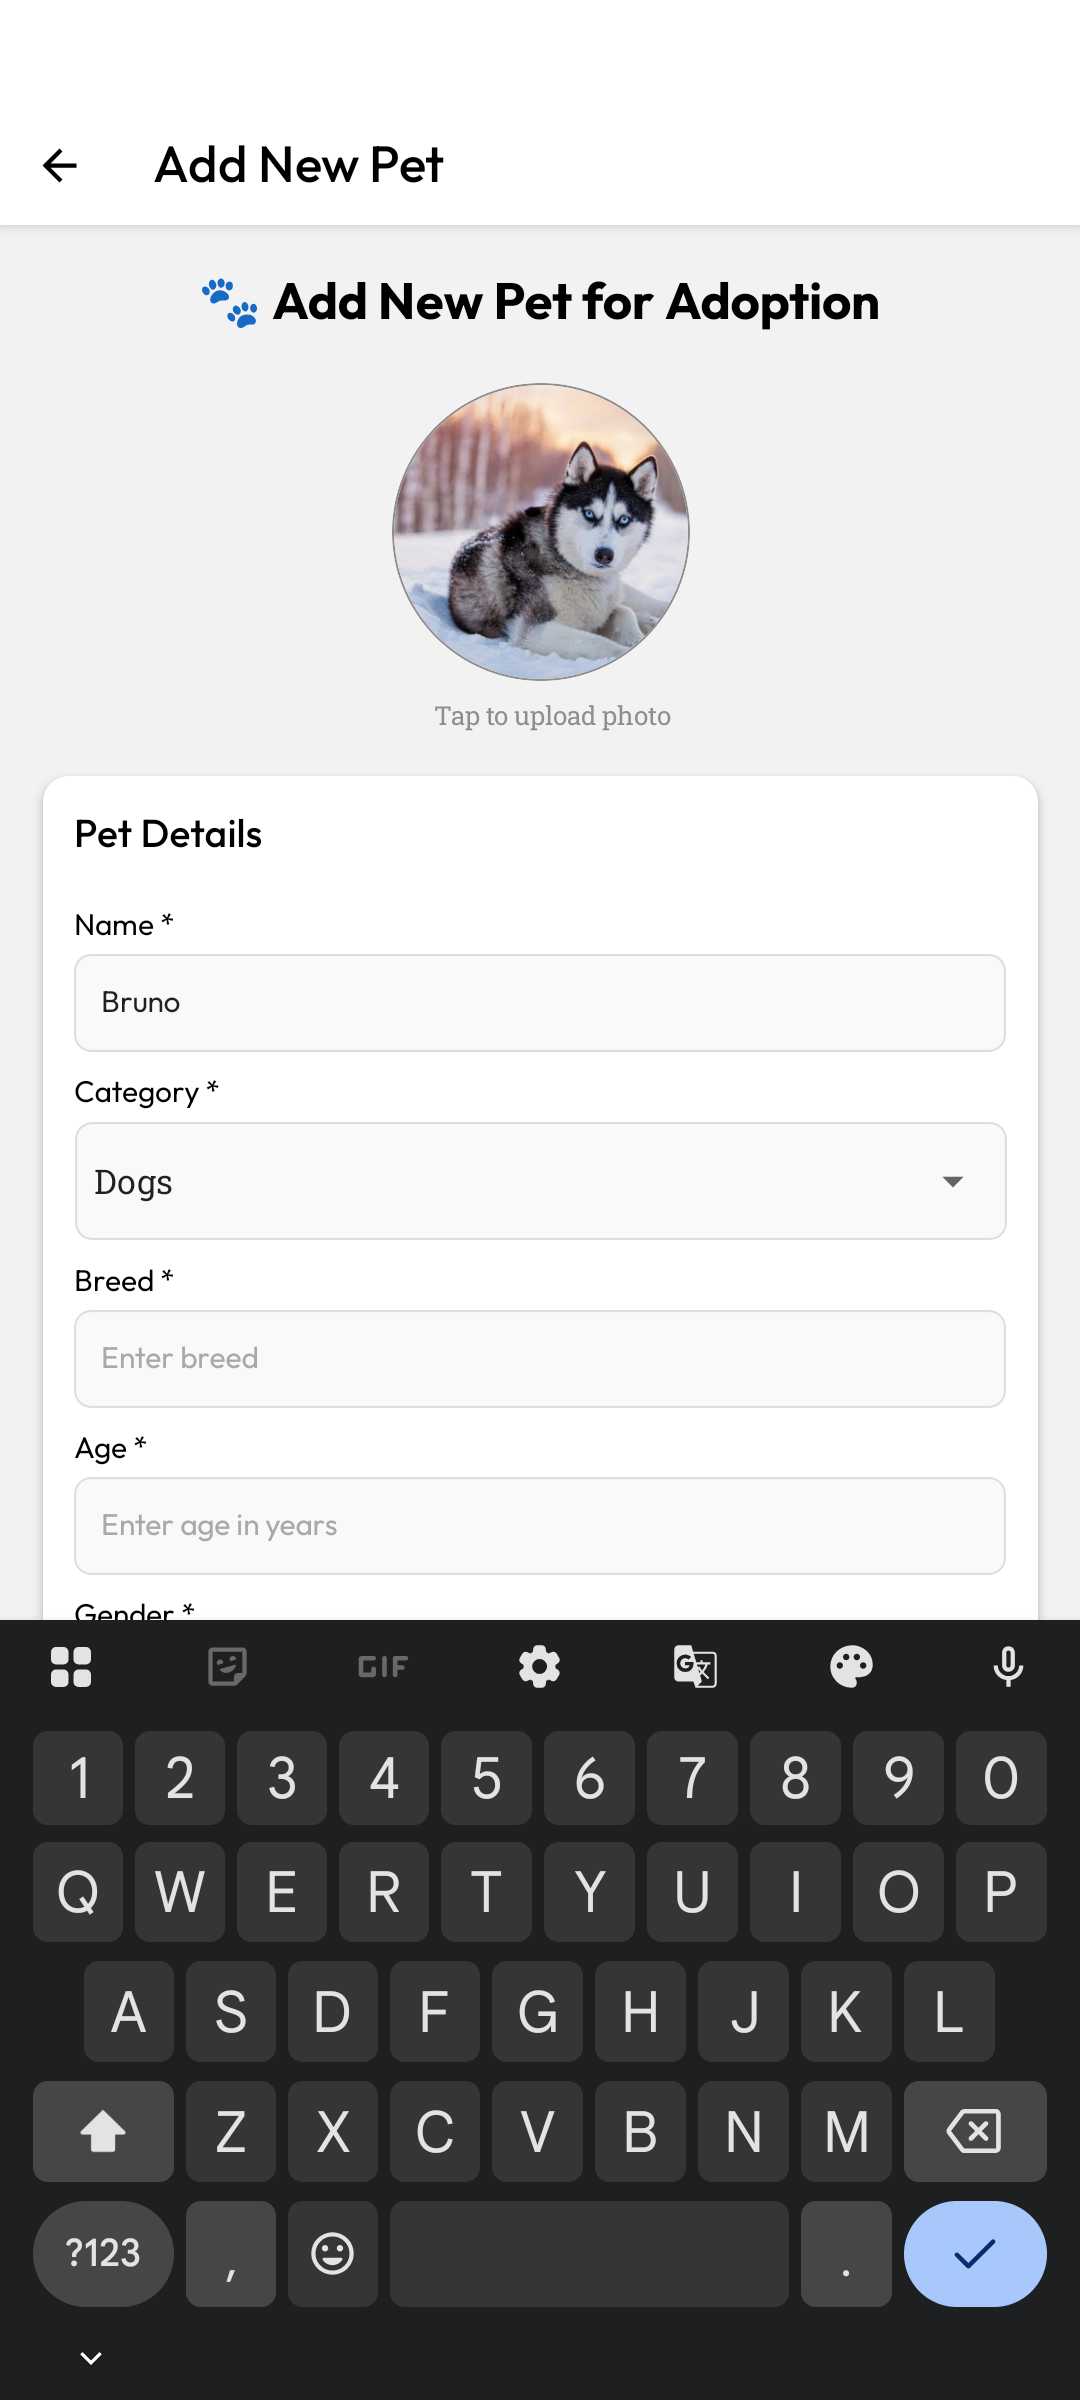 Add New Pet
🐾 Add New Pet for Adoption
Tap to upload photo
Pet Details
Name *
Bruno
Category *
Dogs
Breed *
Enter breed
Age *
Enter age in years
Gender *
GIF
G 文
1 2 3 4 5 6 7 8 9 0
Q W E R T Y U I O P
A S D F G H J K L
Z X C V B N M
?123 , .